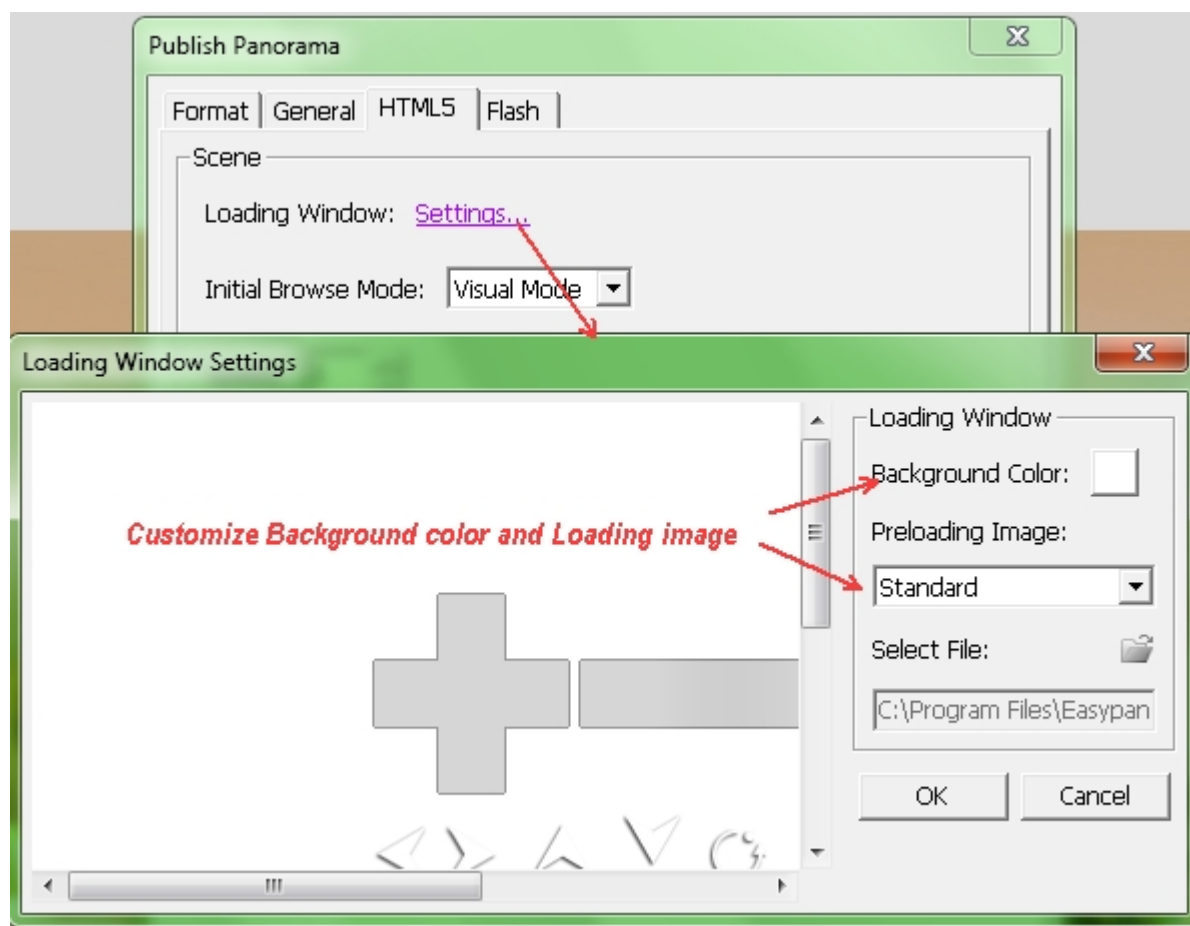 Publish Panorama
Format General HTML5 Flash
Scene
Loading Window: Settings...
Initial Browse Mode: Visual Mode
Loading Window Settings
Loading Window
Background Color:
Customize Background color and Loading image
Preloading Image:
Standard
Select File:
C:\Program Files\Easypan
OK Cancel